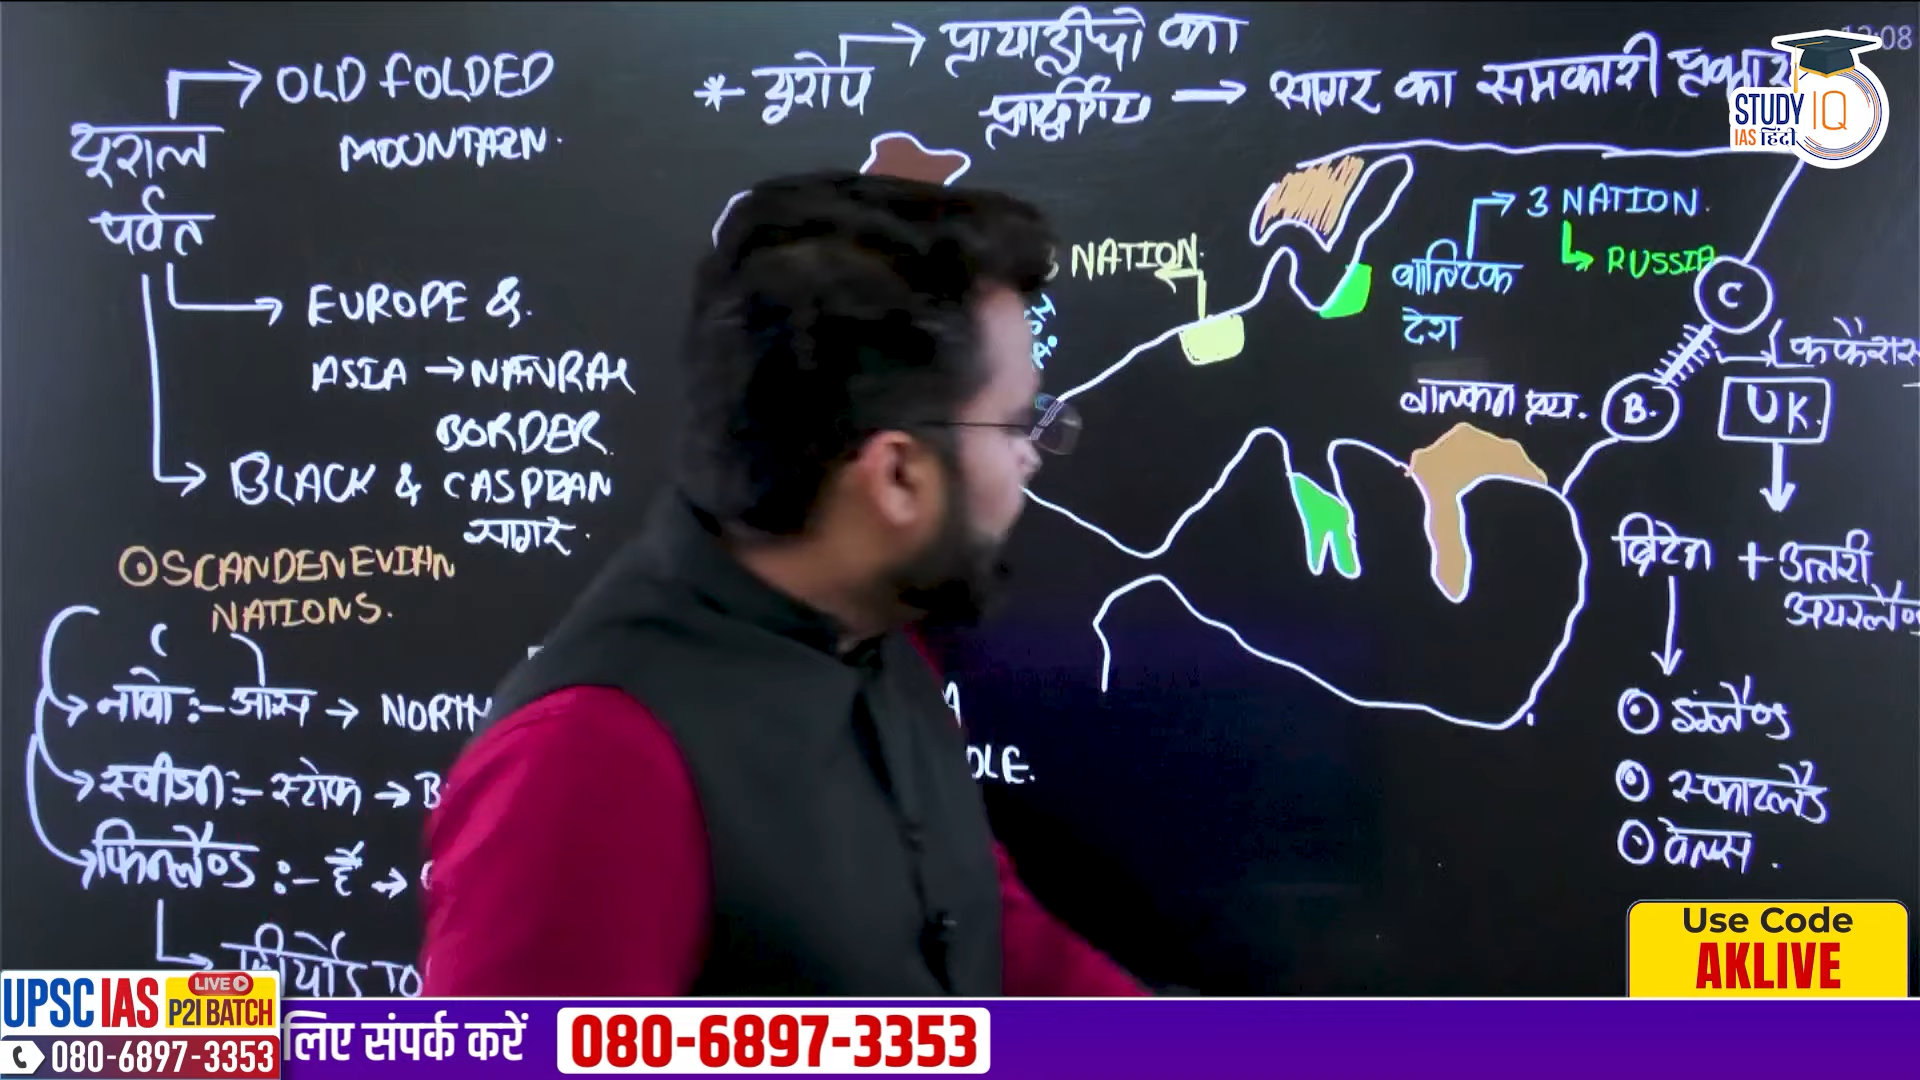 यूराल
पर्वत
OLD FOLDED
MOUNTAIN.
EUROPE &
ASIA → NATURAL
BORDER
BLACK & CASPIAN
सागर.
SCANDENEVIAN
NATIONS.
नार्वे :- ओस → NORTH
स्वीडन :- स्टोक → B
फिनलैण्ड :- है →
* यूरोप → प्रायद्वीपों का
प्रायद्वीप → सागर का समकारी प्रभाव
NATION.
3 NATION.
RUSSIA
बाल्टिक
देश
C
B.
बाल्कन प्राय.
UK.
ब्रिटेन + उत्तरी
आयरलैण्ड
इंग्लैण्ड
स्काटलैंड
वेल्स.
A
OLE.
12:08
STUDY IQ
IAS हिंदी
Use Code
AKLIVE
UPSC IAS LIVE
P2I BATCH
080-6897-3353
लिए संपर्क करें 080-6897-3353